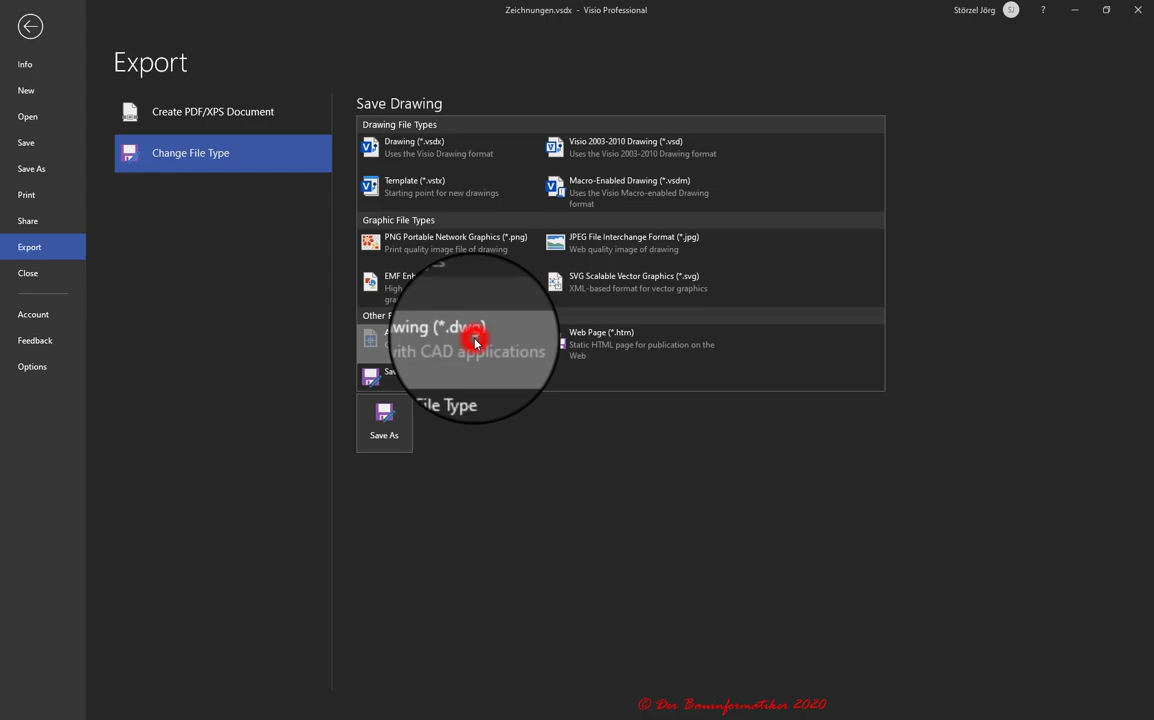 Zeichnungen.vsdx - Visio Professional
Störzel Jörg
SJ
?
Info
New
Open
Save
Save As
Print
Share
Export
Close
Account
Feedback
Options
Export
Create PDF/XPS Document
Change File Type
Save Drawing
Drawing File Types
Drawing (*.vsdx)
Uses the Visio Drawing format
Visio 2003-2010 Drawing (*.vsd)
Uses the Visio 2003-2010 Drawing format
Template (*.vstx)
Starting point for new drawings
Macro-Enabled Drawing (*.vsdm)
Uses the Visio Macro-enabled Drawing
format
Graphic File Types
PNG Portable Network Graphics (*.png)
Print quality image file of drawing
JPEG File Interchange Format (*.jpg)
Web quality image of drawing
EMF
High
SVG Scalable Vector Graphics (*.svg)
XML-based format for vector graphics
Other
(*.dwg)
with CAD applications
Web Page (*.htm)
Static HTML page for publication on the
Web
File Type
Save As
© Der Bauinformatiker 2020